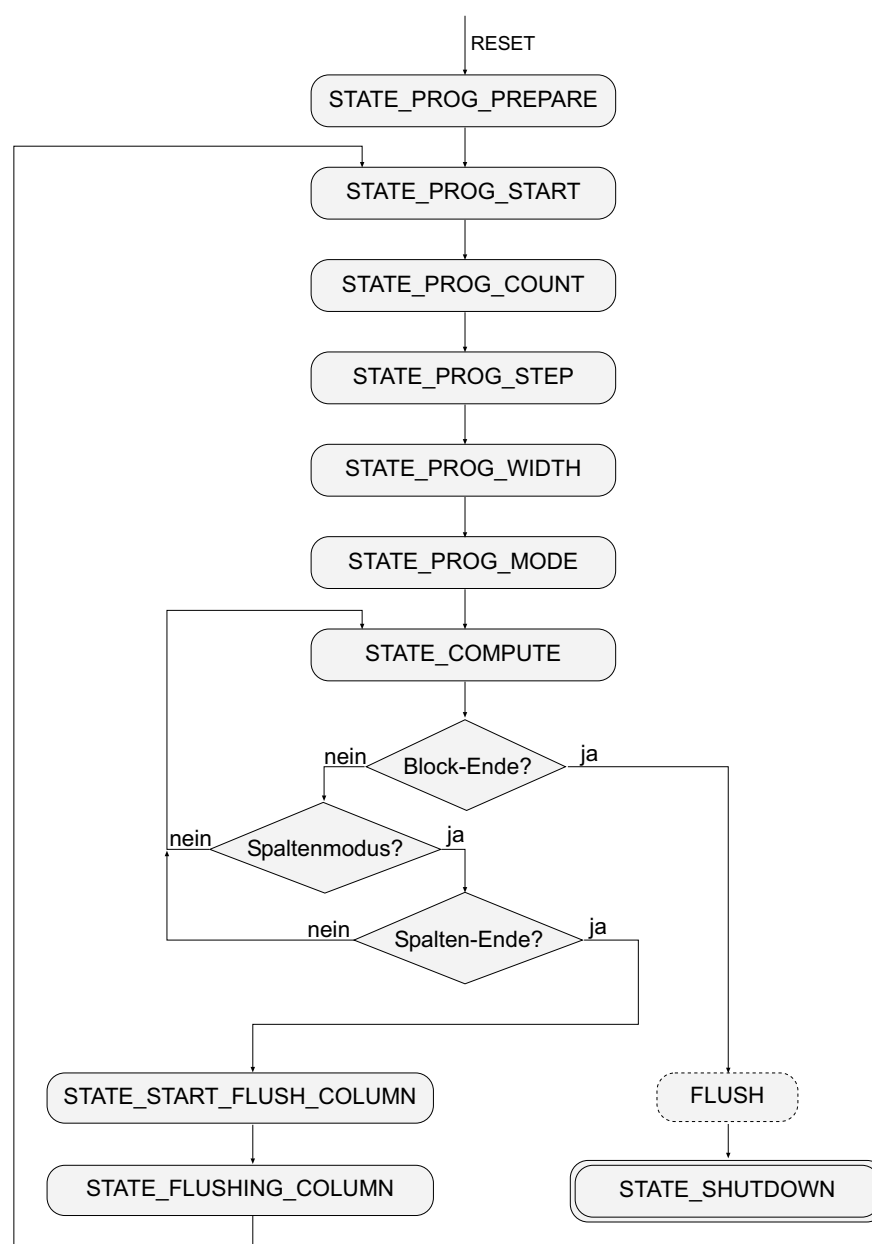 RESET
STATE_PROG_PREPARE
STATE_PROG_START
STATE_PROG_COUNT
STATE_PROG_STEP
STATE_PROG_WIDTH
STATE_PROG_MODE
STATE_COMPUTE
nein
Block-Ende?
ja
nein
Spaltenmodus?
ja
nein
Spalten-Ende?
ja
STATE_START_FLUSH_COLUMN
FLUSH
STATE_FLUSHING_COLUMN
STATE_SHUTDOWN